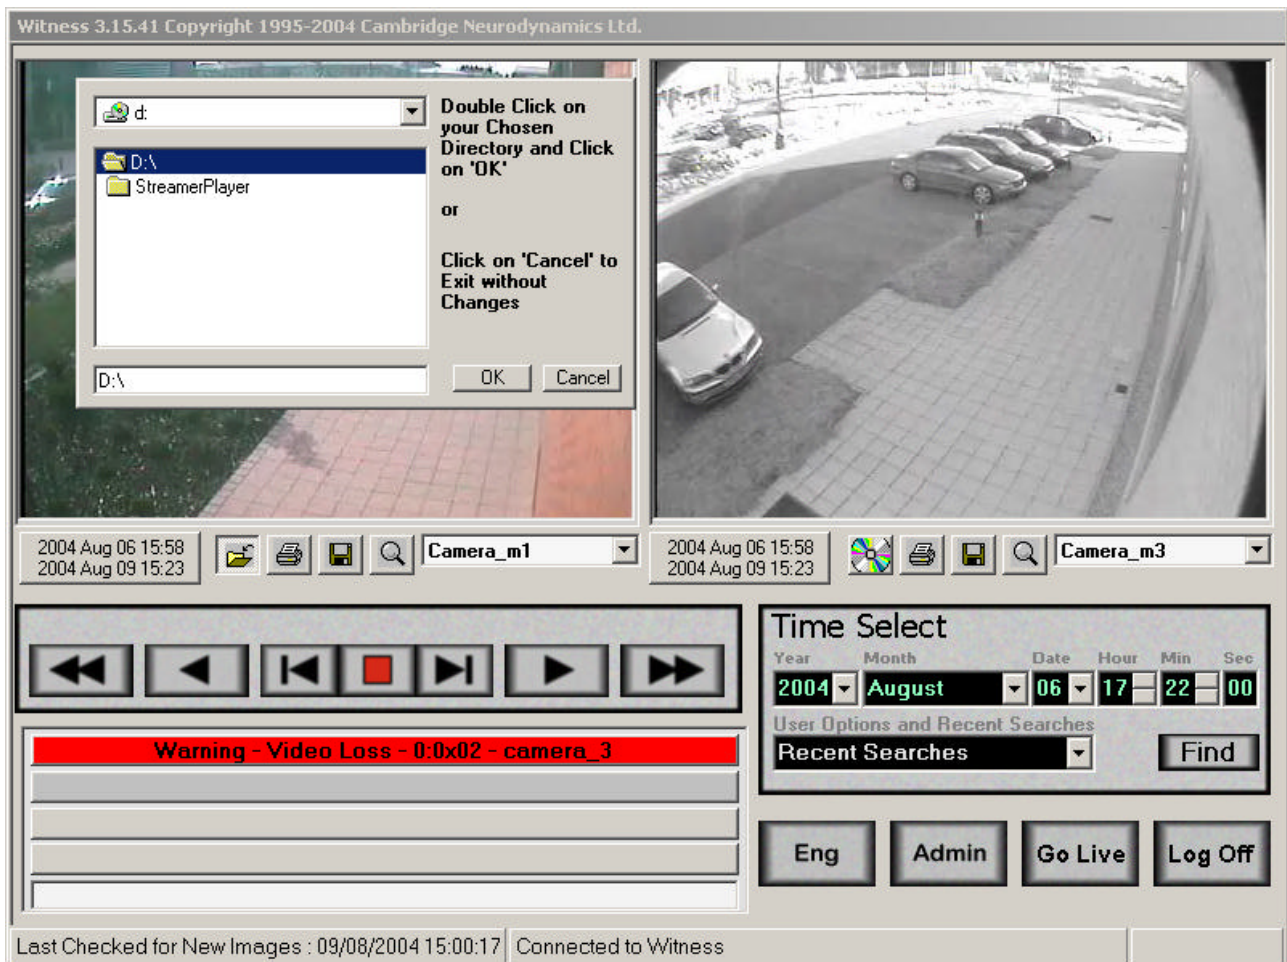 Witness 3.15.41 Copyright 1995-2004 Cambridge Neurodynamics Ltd.
d:
D:\
StreamerPlayer
Double Click on
your Chosen
Directory and Click
on 'OK'
or
Click on 'Cancel' to
Exit without
Changes
D:\
OK
Cancel
2004 Aug 06 15:58
2004 Aug 09 15:23
Camera_m1
2004 Aug 06 15:58
2004 Aug 09 15:23
Camera_m3
Time Select
Year Month Date Hour Min Sec
2004 August 06 17 22 00
User Options and Recent Searches
Recent Searches
Find
Warning - Video Loss - 0:0x02 - camera_3
Eng
Admin
Go Live
Log Off
Last Checked for New Images : 09/08/2004 15:00:17
Connected to Witness